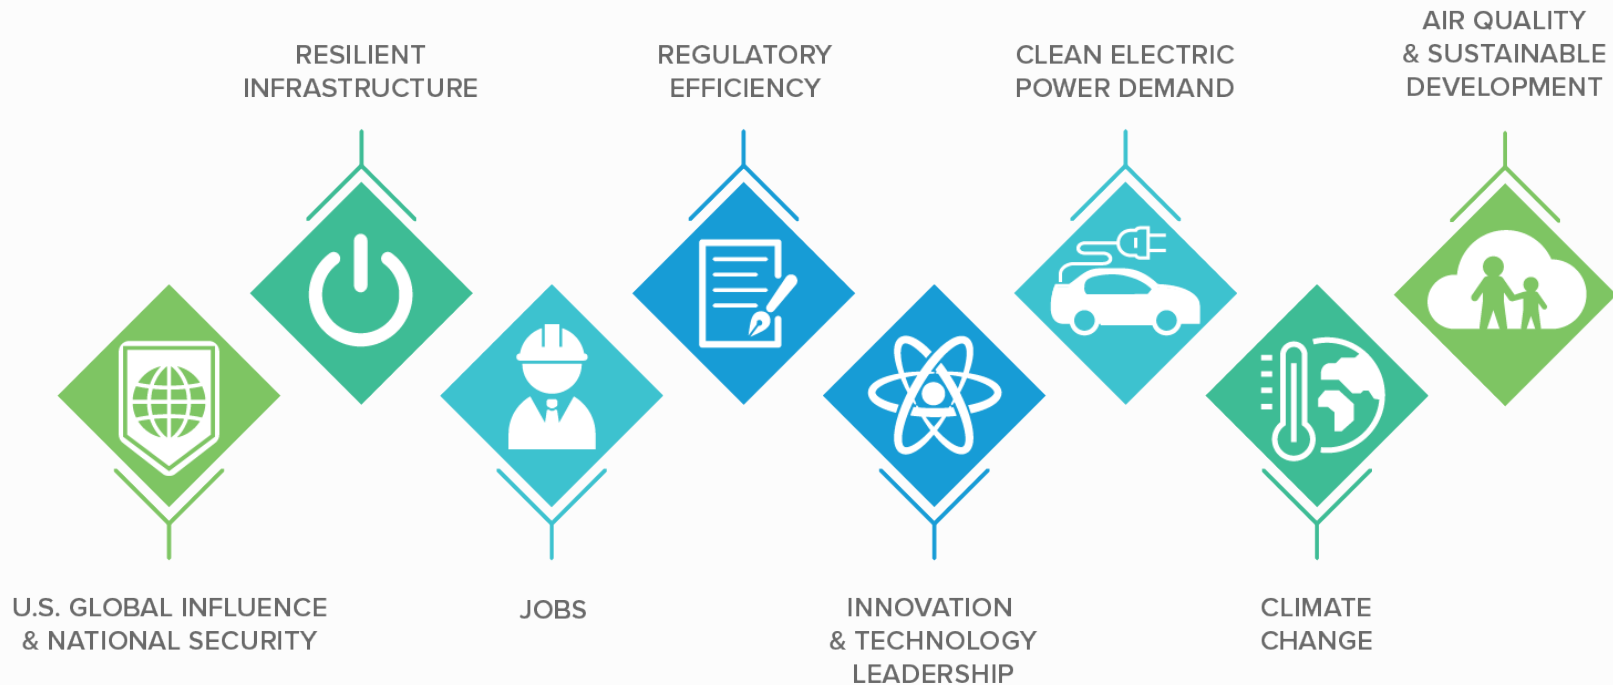 RESILIENT
INFRASTRUCTURE
REGULATORY
EFFICIENCY
CLEAN ELECTRIC
POWER DEMAND
AIR QUALITY
& SUSTAINABLE
DEVELOPMENT
U.S. GLOBAL INFLUENCE
& NATIONAL SECURITY
JOBS
INNOVATION
& TECHNOLOGY
LEADERSHIP
CLIMATE
CHANGE